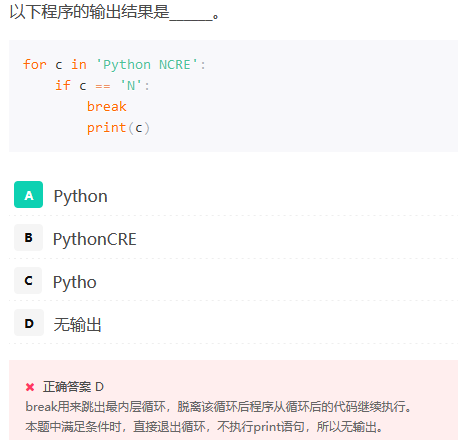 以下程序的输出结果是______。
for c in 'Python NCRE':
    if c == 'N':
        break
        print(c)
A Python
B PythonCRE
C Pytho
D 无输出
✖ 正确答案 D
break用来跳出最内层循环，脱离该循环后程序从循环后的代码继续执行。
本题中满足条件时，直接退出循环，不执行print语句，所以无输出。